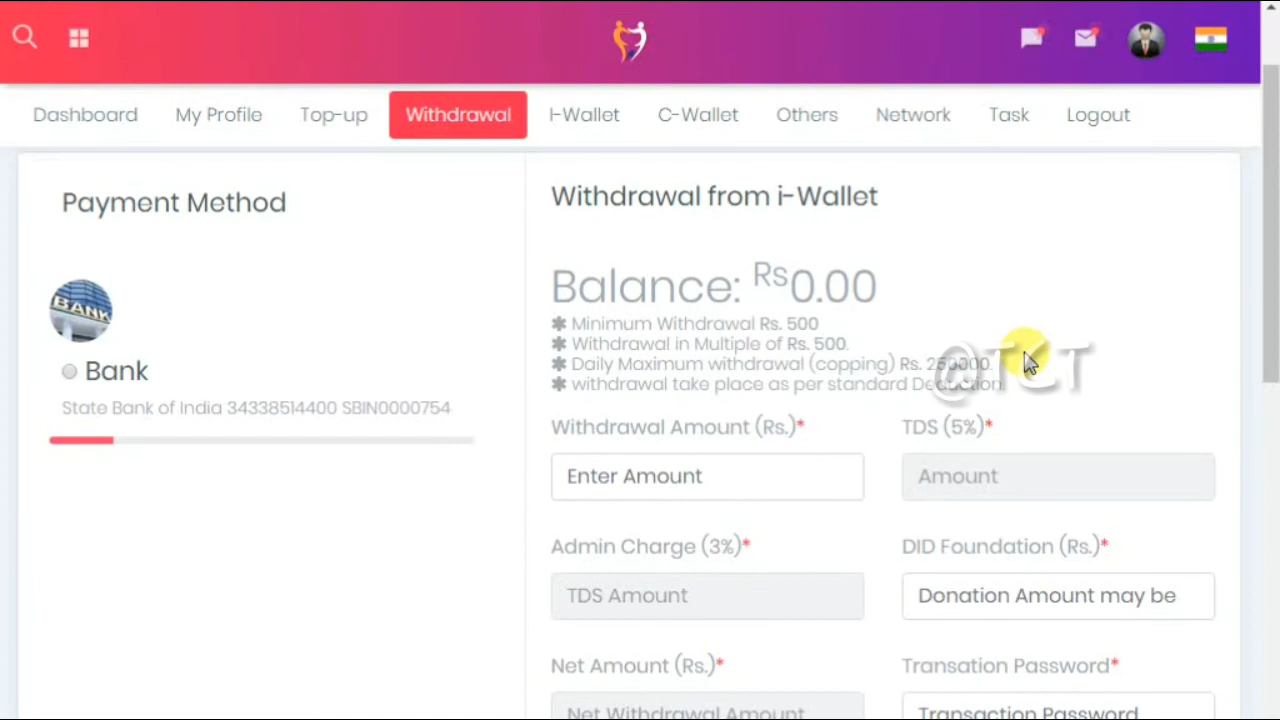 Dashboard My Profile Top-up Withdrawal I-Wallet C-Wallet Others Network Task Logout
Payment Method
BANK
Bank
State Bank of India 34338514400 SBIN0000754
Withdrawal from i-Wallet
Balance: Rs0.00
✱ Minimum Withdrawal Rs. 500
✱ Withdrawal in Multiple of Rs. 500.
✱ Daily Maximum withdrawal (copping) Rs. 250000.
✱ withdrawal take place as per standard Deduction.
@TCT
Withdrawal Amount (Rs.)* TDS (5%)*
Enter Amount Amount
Admin Charge (3%)* DID Foundation (Rs.)*
TDS Amount Donation Amount may be
Net Amount (Rs.)* Transation Password*
Net Withdrawal Amount Transaction Password